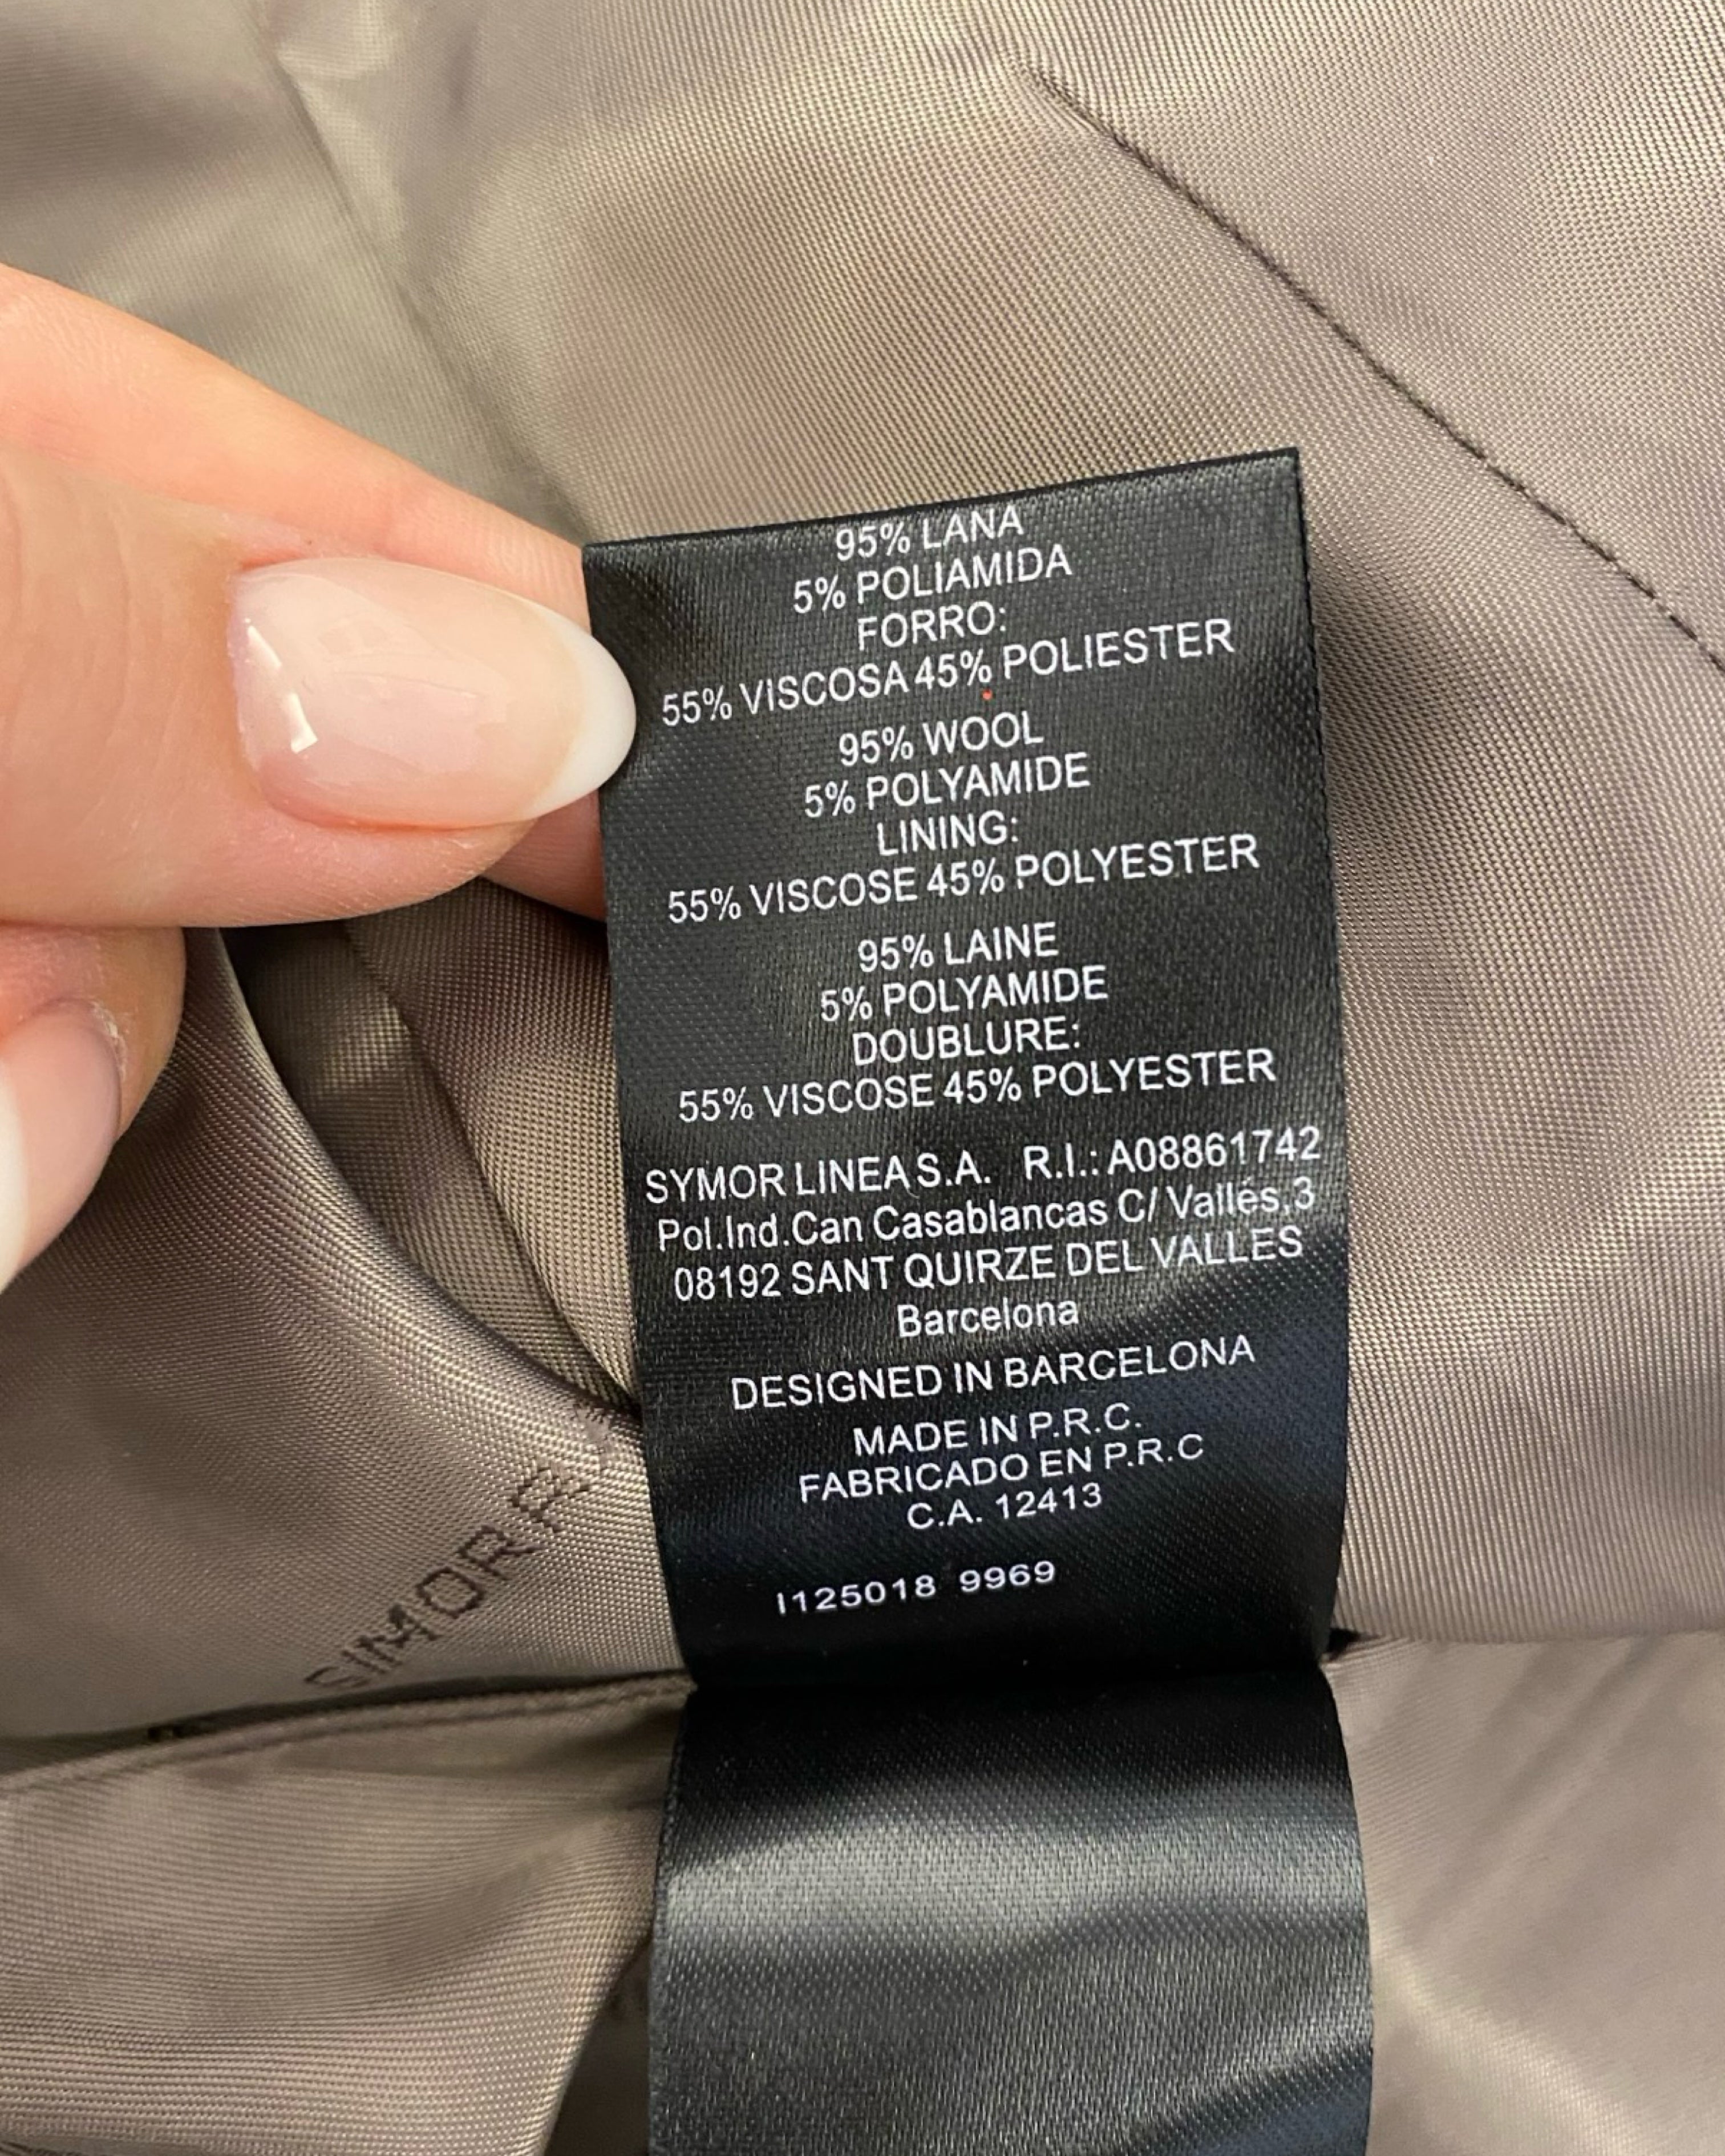 95% LANA
5% POLIAMIDA
FORRO:
55% VISCOSA 45% POLIESTER
95% WOOL
5% POLYAMIDE
LINING:
55% VISCOSE 45% POLYESTER
95% LAINE
5% POLYAMIDE
DOUBLURE:
55% VISCOSE 45% POLYESTER
SYMOR LINEA S.A. R.I.: A08861742
Pol.Ind.Can Casablancas C/ Vallés,3
08192 SANT QUIRZE DEL VALLES
Barcelona
DESIGNED IN BARCELONA
MADE IN P.R.C.
FABRICADO EN P.R.C
C.A. 12413
I125018 9969
SIMORR